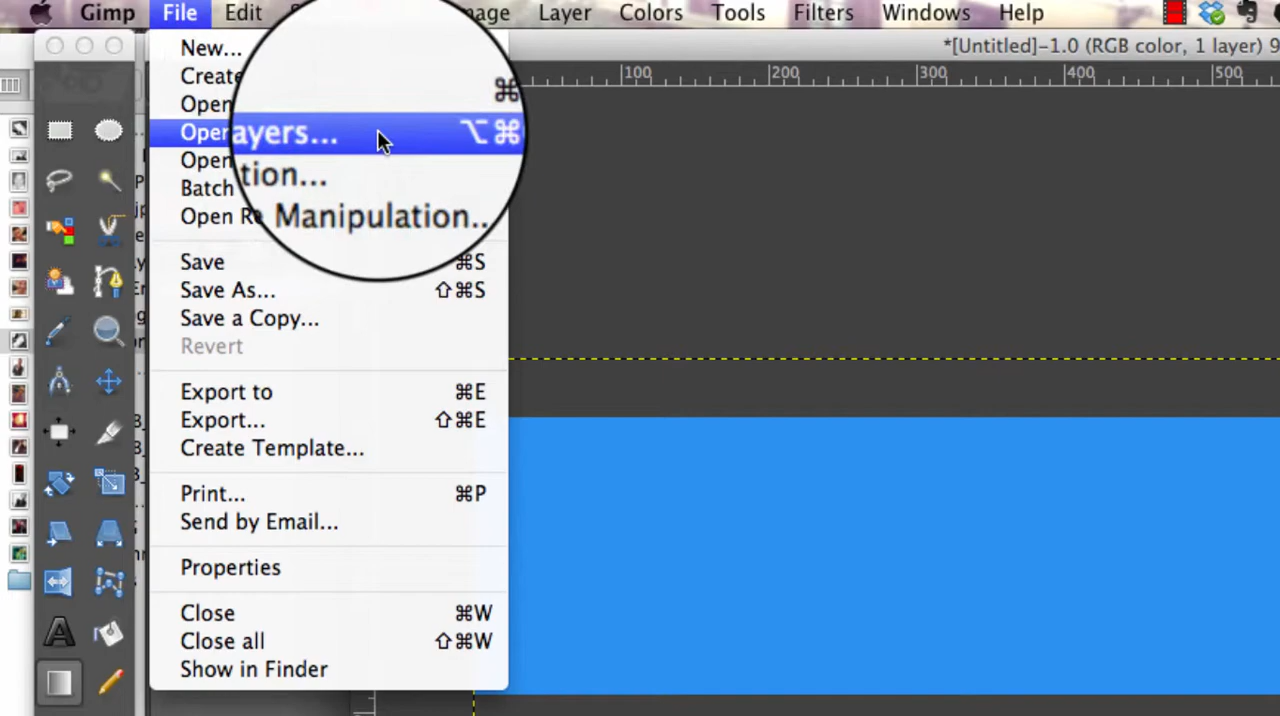 Gimp File Edit Layer Colors Tools Filters Windows Help
*[Untitled]-1.0 (RGB color, 1 layer) 9
100 200 300 400 500
New...
Create
Open ⌘
Open ayers... ⌥⌘
Open tion...
Batch Manipulation..
Open Re
Save ⌘S
Save As... ⇧⌘S
Save a Copy...
Revert
Export to ⌘E
Export... ⇧⌘E
Create Template...
Print... ⌘P
Send by Email...
Properties
Close ⌘W
Close all ⇧⌘W
Show in Finder